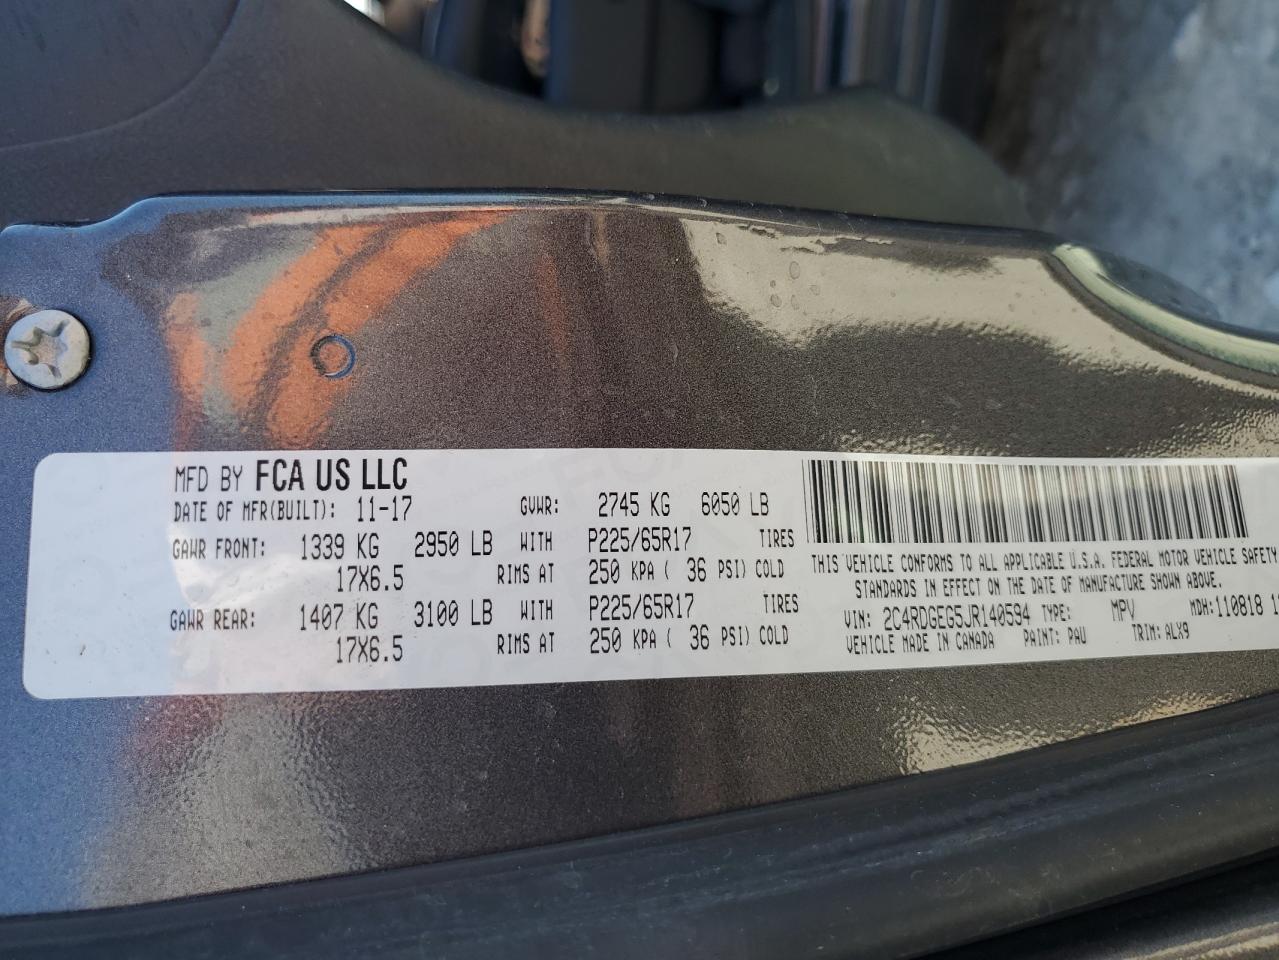 MFD BY FCA US LLC
DATE OF MFR(BUILT): 11-17 GVWR: 2745 KG 6050 LB
GAWR FRONT: 1339 KG 2950 LB WITH P225/65R17 TIRES
17X6.5 RIMS AT 250 KPA ( 36 PSI) COLD
GAWR REAR: 1407 KG 3100 LB WITH P225/65R17 TIRES
17X6.5 RIMS AT 250 KPA ( 36 PSI) COLD
THIS VEHICLE CONFORMS TO ALL APPLICABLE U.S.A. FEDERAL MOTOR VEHICLE SAFETY
STANDARDS IN EFFECT ON THE DATE OF MANUFACTURE SHOWN ABOVE.
VIN: 2C4RDGEG5JR140594 TYPE: MPV MDH: 110818
VEHICLE MADE IN CANADA PAINT: PAU TRIM: ALX9